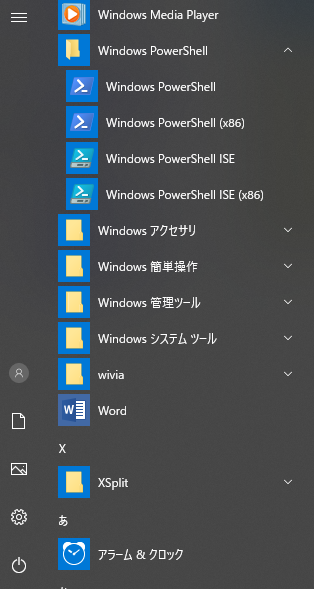 Windows Media Player
Windows PowerShell
Windows PowerShell
Windows PowerShell (x86)
Windows PowerShell ISE
Windows PowerShell ISE (x86)
Windows アクセサリ
Windows 簡単操作
Windows 管理ツール
Windows システム ツール
wivia
Word
X
XSplit
あ
アラーム & クロック